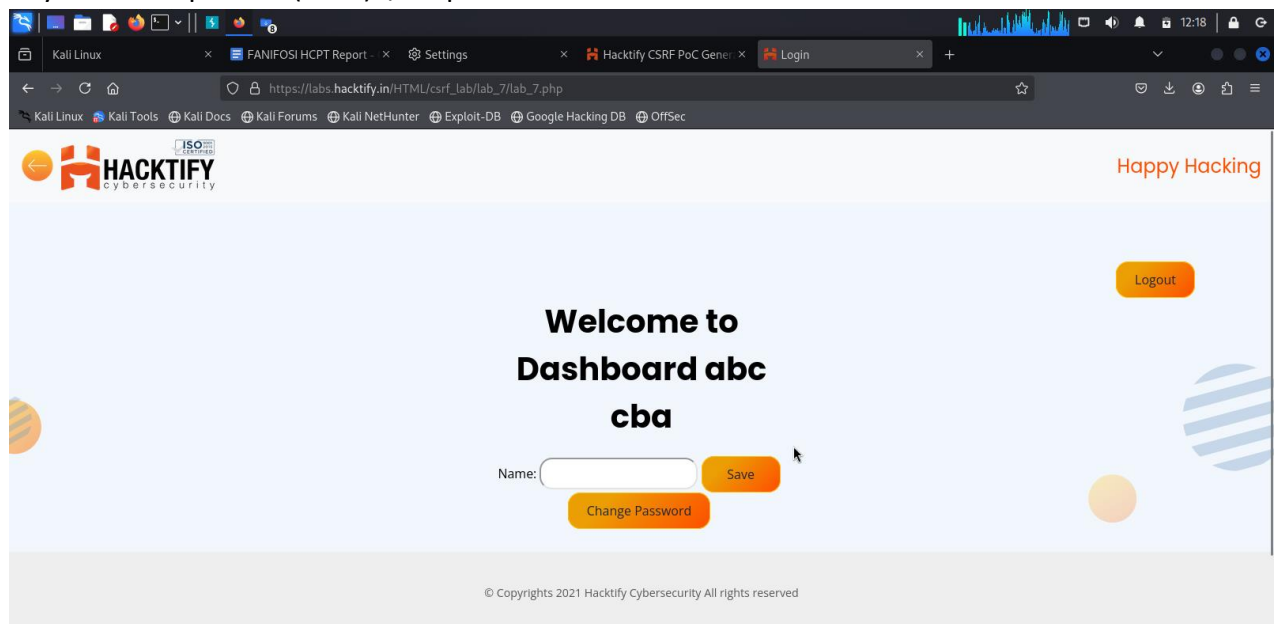 12:18
Kali Linux
FANIFOSI HCPT Report -
Settings
Hacktify CSRF PoC Gener
Login
https://labs.hacktify.in/HTML/csrf_lab/lab_7/lab_7.php
Kali Linux Kali Tools Kali Docs Kali Forums Kali NetHunter Exploit-DB Google Hacking DB OffSec
ISO
CERTIFIED
HACKTIFY
cybersecurity
Happy Hacking
Logout
Welcome to
Dashboard abc
cba
Name: Save
Change Password
© Copyrights 2021 Hacktify Cybersecurity All rights reserved